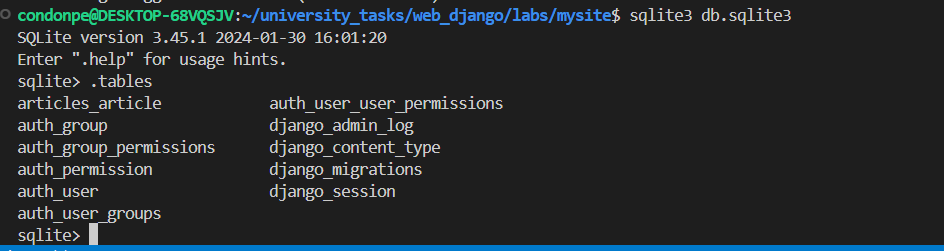 condonpe@DESKTOP-68VQSJV:~/university_tasks/web_django/labs/mysite$ sqlite3 db.sqlite3
SQLite version 3.45.1 2024-01-30 16:01:20
Enter ".help" for usage hints.
sqlite> .tables
articles_article            auth_user_user_permissions
auth_group                  django_admin_log
auth_group_permissions      django_content_type
auth_permission             django_migrations
auth_user                   django_session
auth_user_groups
sqlite>